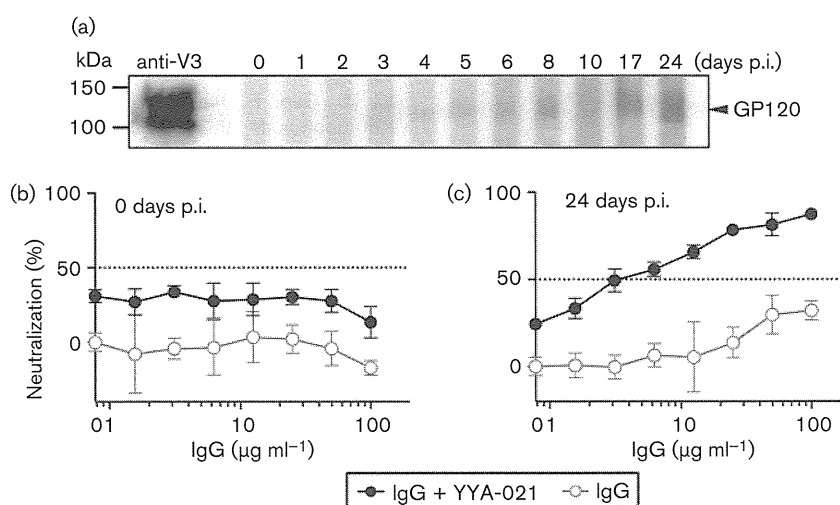 (a)
kDa anti-V3 0 1 2 3 4 5 6 8 10 17 24 (days p.i.)
150
100
GP120
(b) 100 0 days p.i.
50
0
Neutralization (%)
01 10 100
IgG (µg ml⁻¹)
(c) 100 24 days p.i.
50
0
01 10 100
IgG (µg ml⁻¹)
IgG + YYA-021 IgG